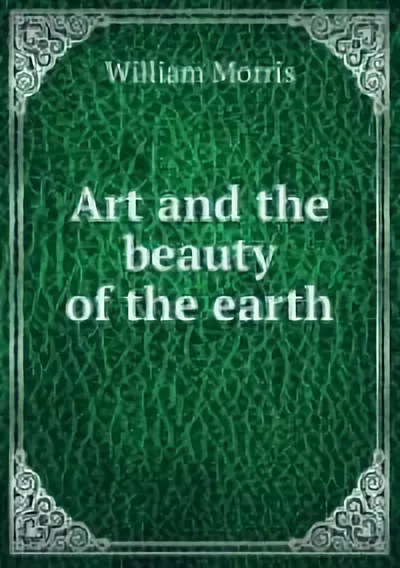 William Morris
Art and the
beauty
of the earth